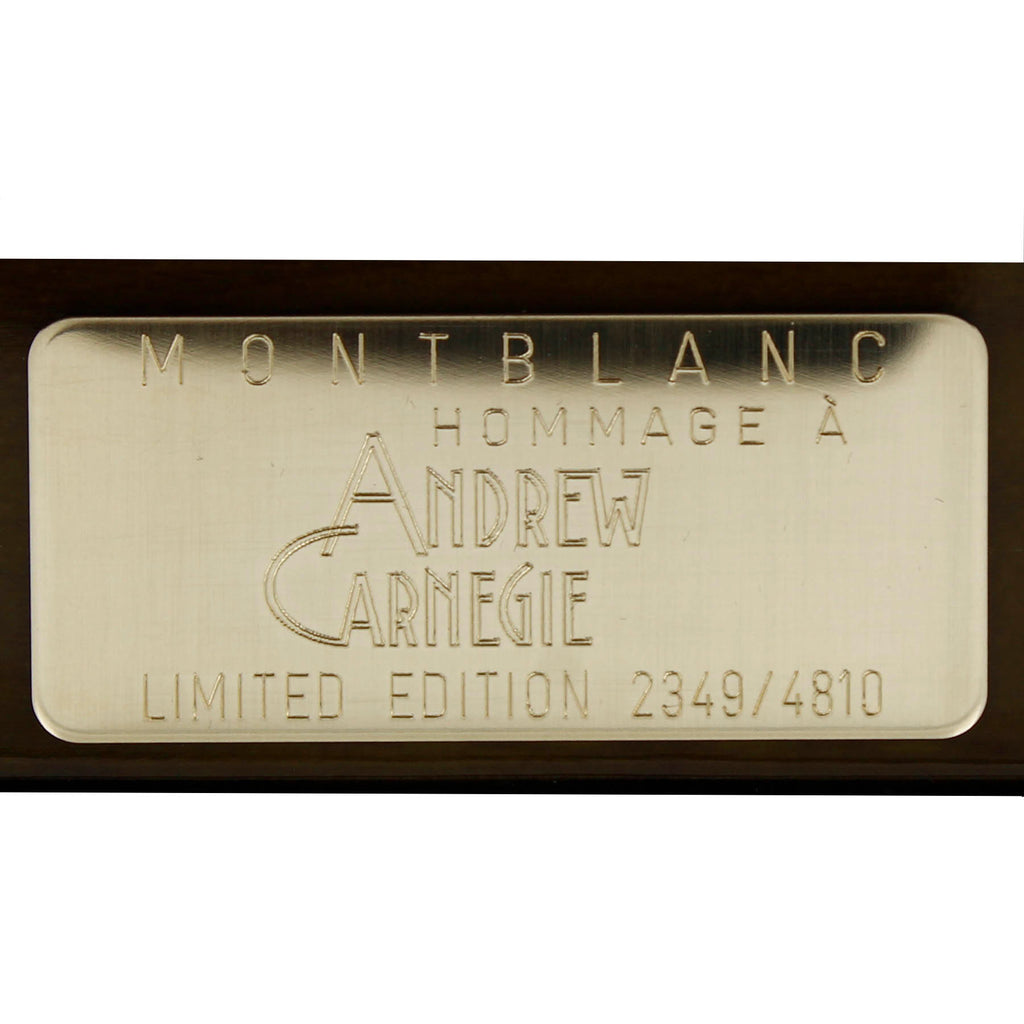 MONTBLANC
HOMMAGE À
ANDREW
CARNEGIE
LIMITED EDITION 2349/4810